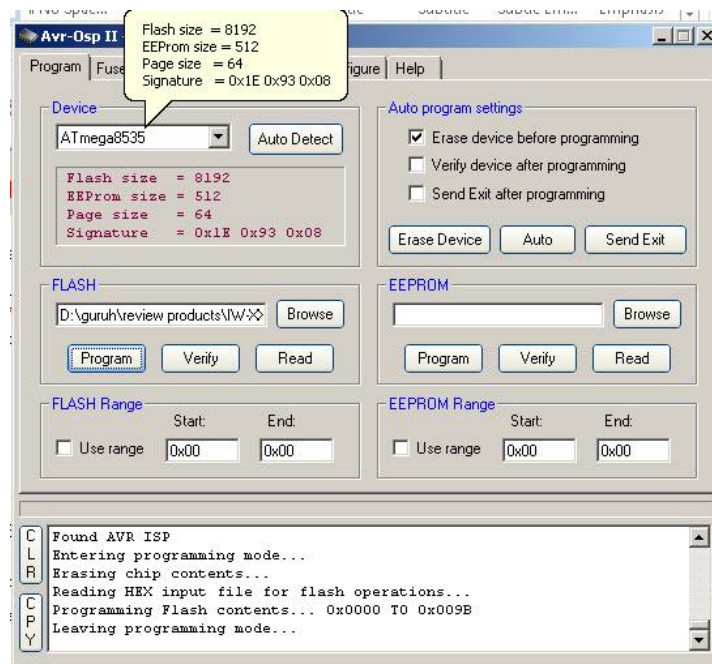 Avr-Osp II -
Flash size = 8192
EEProm size = 512
Page size = 64
Signature = 0x1E 0x93 0x08
Program
Help
Device
ATmega8535
Auto Detect
Flash size = 8192
EEProm size = 512
Page size = 64
Signature = 0x1E 0x93 0x08
Auto program settings
Erase device before programming
Verify device after programming
Send Exit after programming
Erase Device Auto Send Exit
FLASH
D:\guruh\review products\IW-X
Browse
Program Verify Read
EEPROM
Browse
Program Verify Read
FLASH Range
Start: End:
Use range 0x00 0x00
EEPROM Range
Start: End:
Use range 0x00 0x00
CLR
CPY
Found AVR ISP
Entering programming mode...
Erasing chip contents...
Reading HEX input file for flash operations...
Programming Flash contents... 0x0000 TO 0x009B
Leaving programming mode...